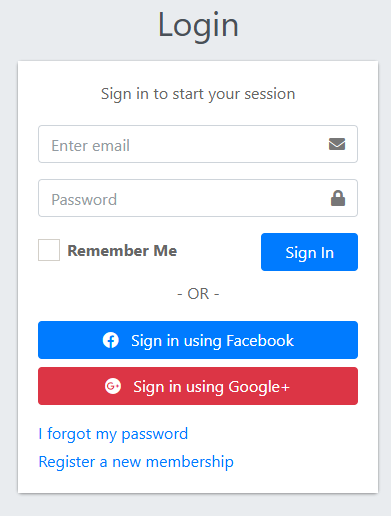 Login
Sign in to start your session
Enter email
Password
Remember Me
Sign In
- OR -
Sign in using Facebook
Sign in using Google+
I forgot my password
Register a new membership